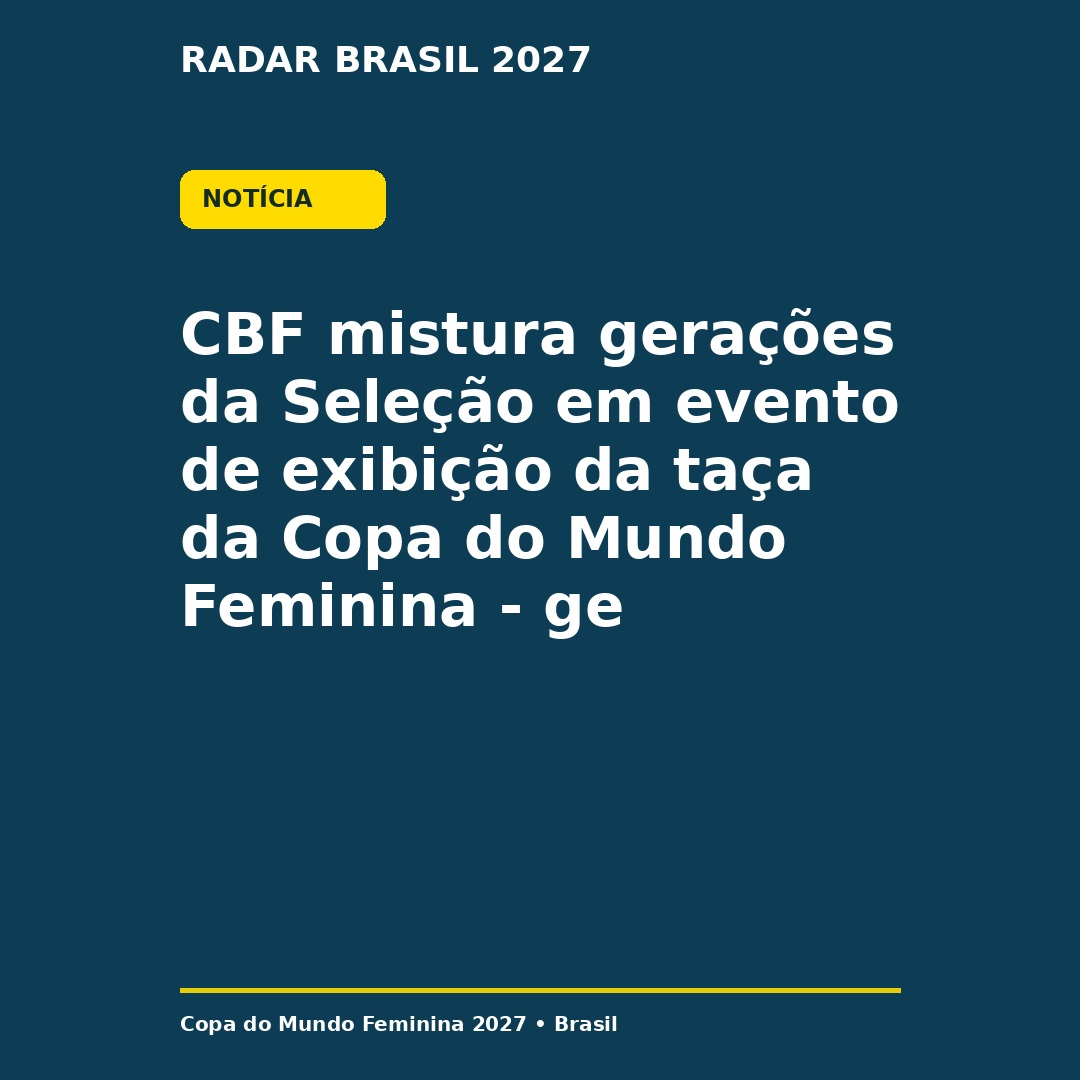 RADAR BRASIL 2027
NOTÍCIA
CBF mistura gerações
da Seleção em evento
de exibição da taça
da Copa do Mundo
Feminina - ge
Copa do Mundo Feminina 2027 • Brasil